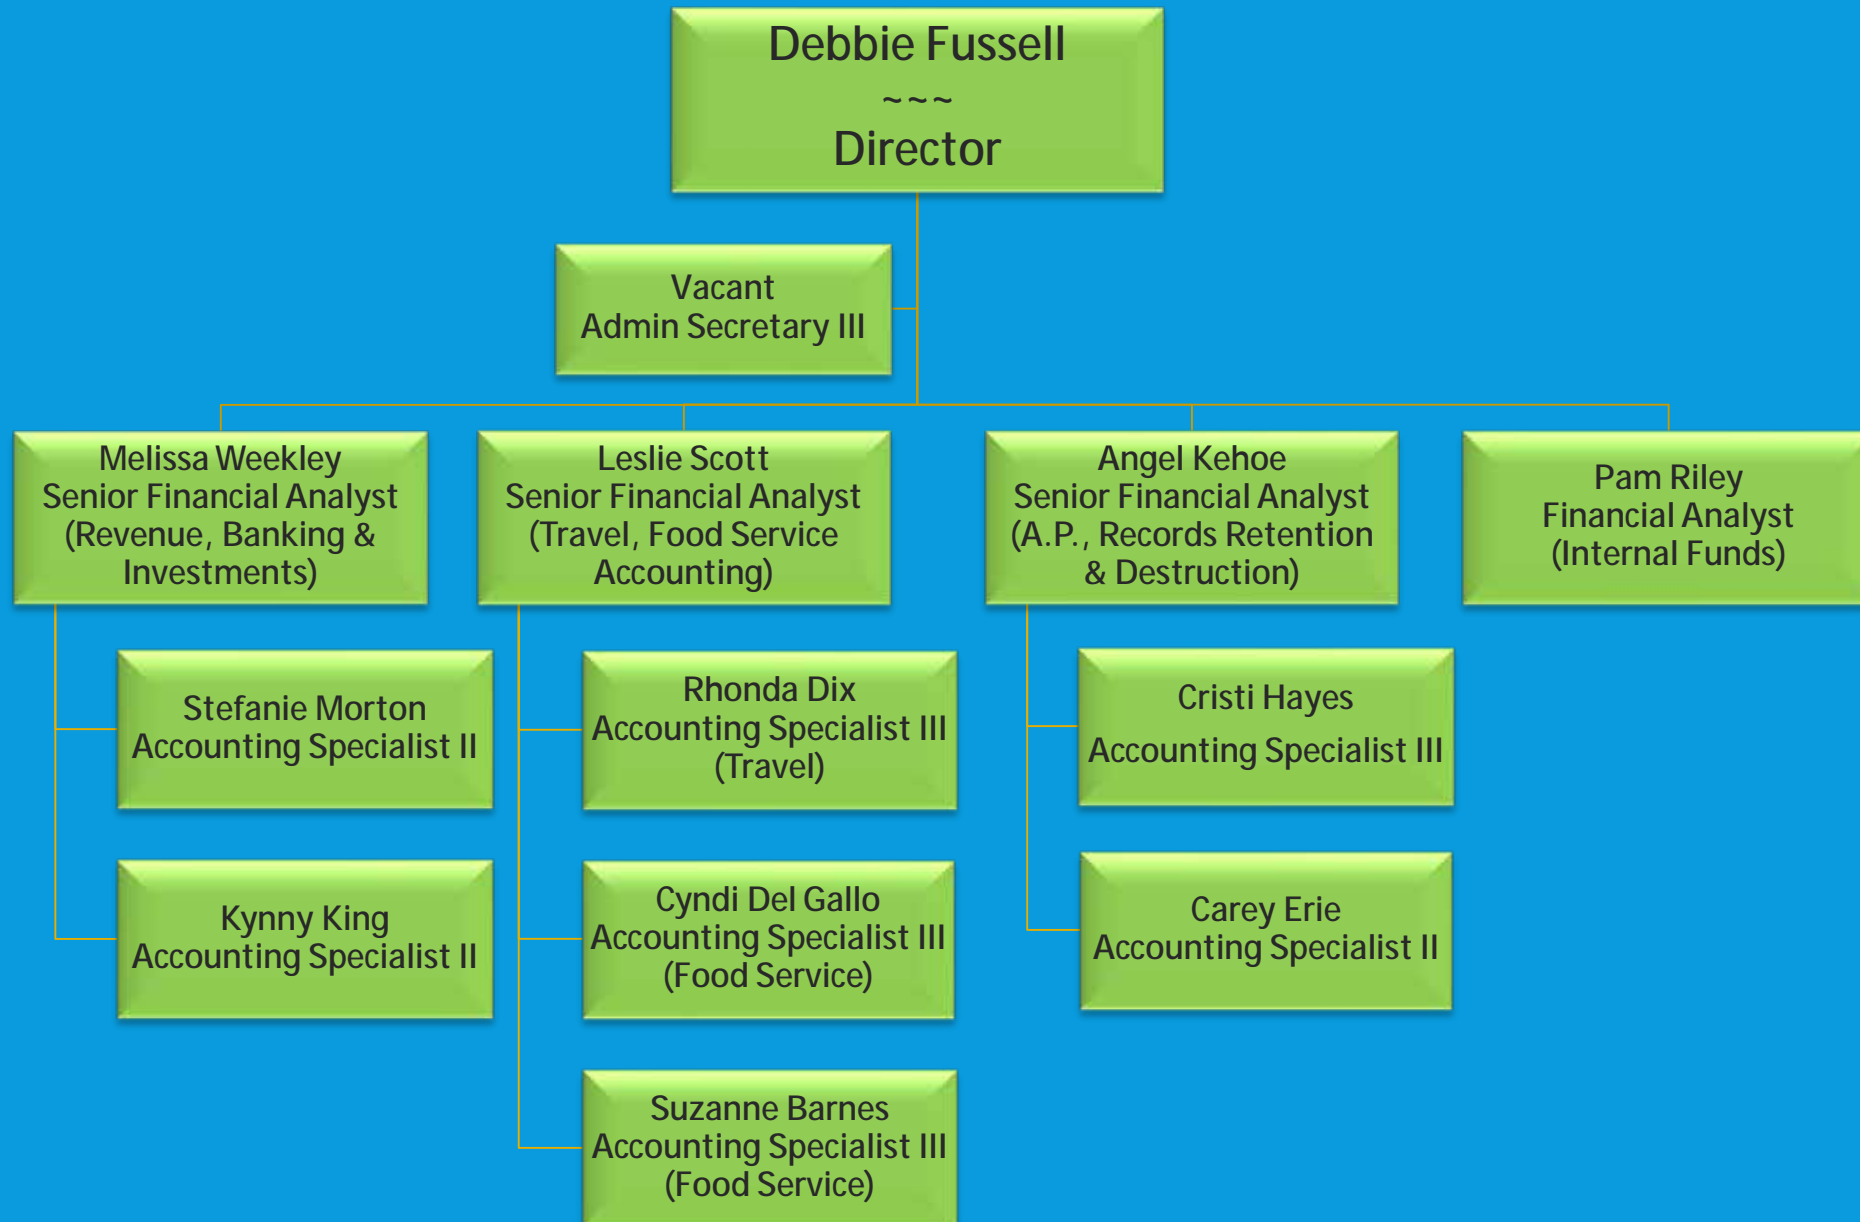 Debbie Fussell
~~~
Director
Vacant
Admin Secretary III
Melissa Weekley
Senior Financial Analyst
(Revenue, Banking &
Investments)
Leslie Scott
Senior Financial Analyst
(Travel, Food Service
Accounting)
Angel Kehoe
Senior Financial Analyst
(A.P., Records Retention
& Destruction)
Pam Riley
Financial Analyst
(Internal Funds)
Stefanie Morton
Accounting Specialist II
Kynny King
Accounting Specialist II
Rhonda Dix
Accounting Specialist III
(Travel)
Cyndi Del Gallo
Accounting Specialist III
(Food Service)
Suzanne Barnes
Accounting Specialist III
(Food Service)
Cristi Hayes
Accounting Specialist III
Carey Erie
Accounting Specialist II